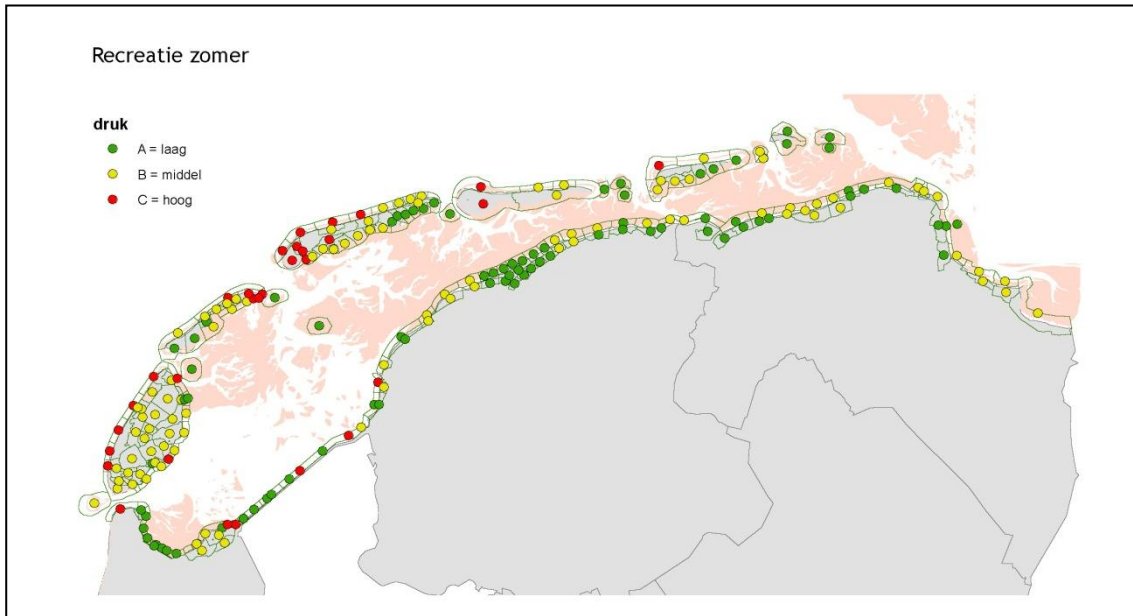 Recreatie zomer
druk
A = laag
B = middel
C = hoog